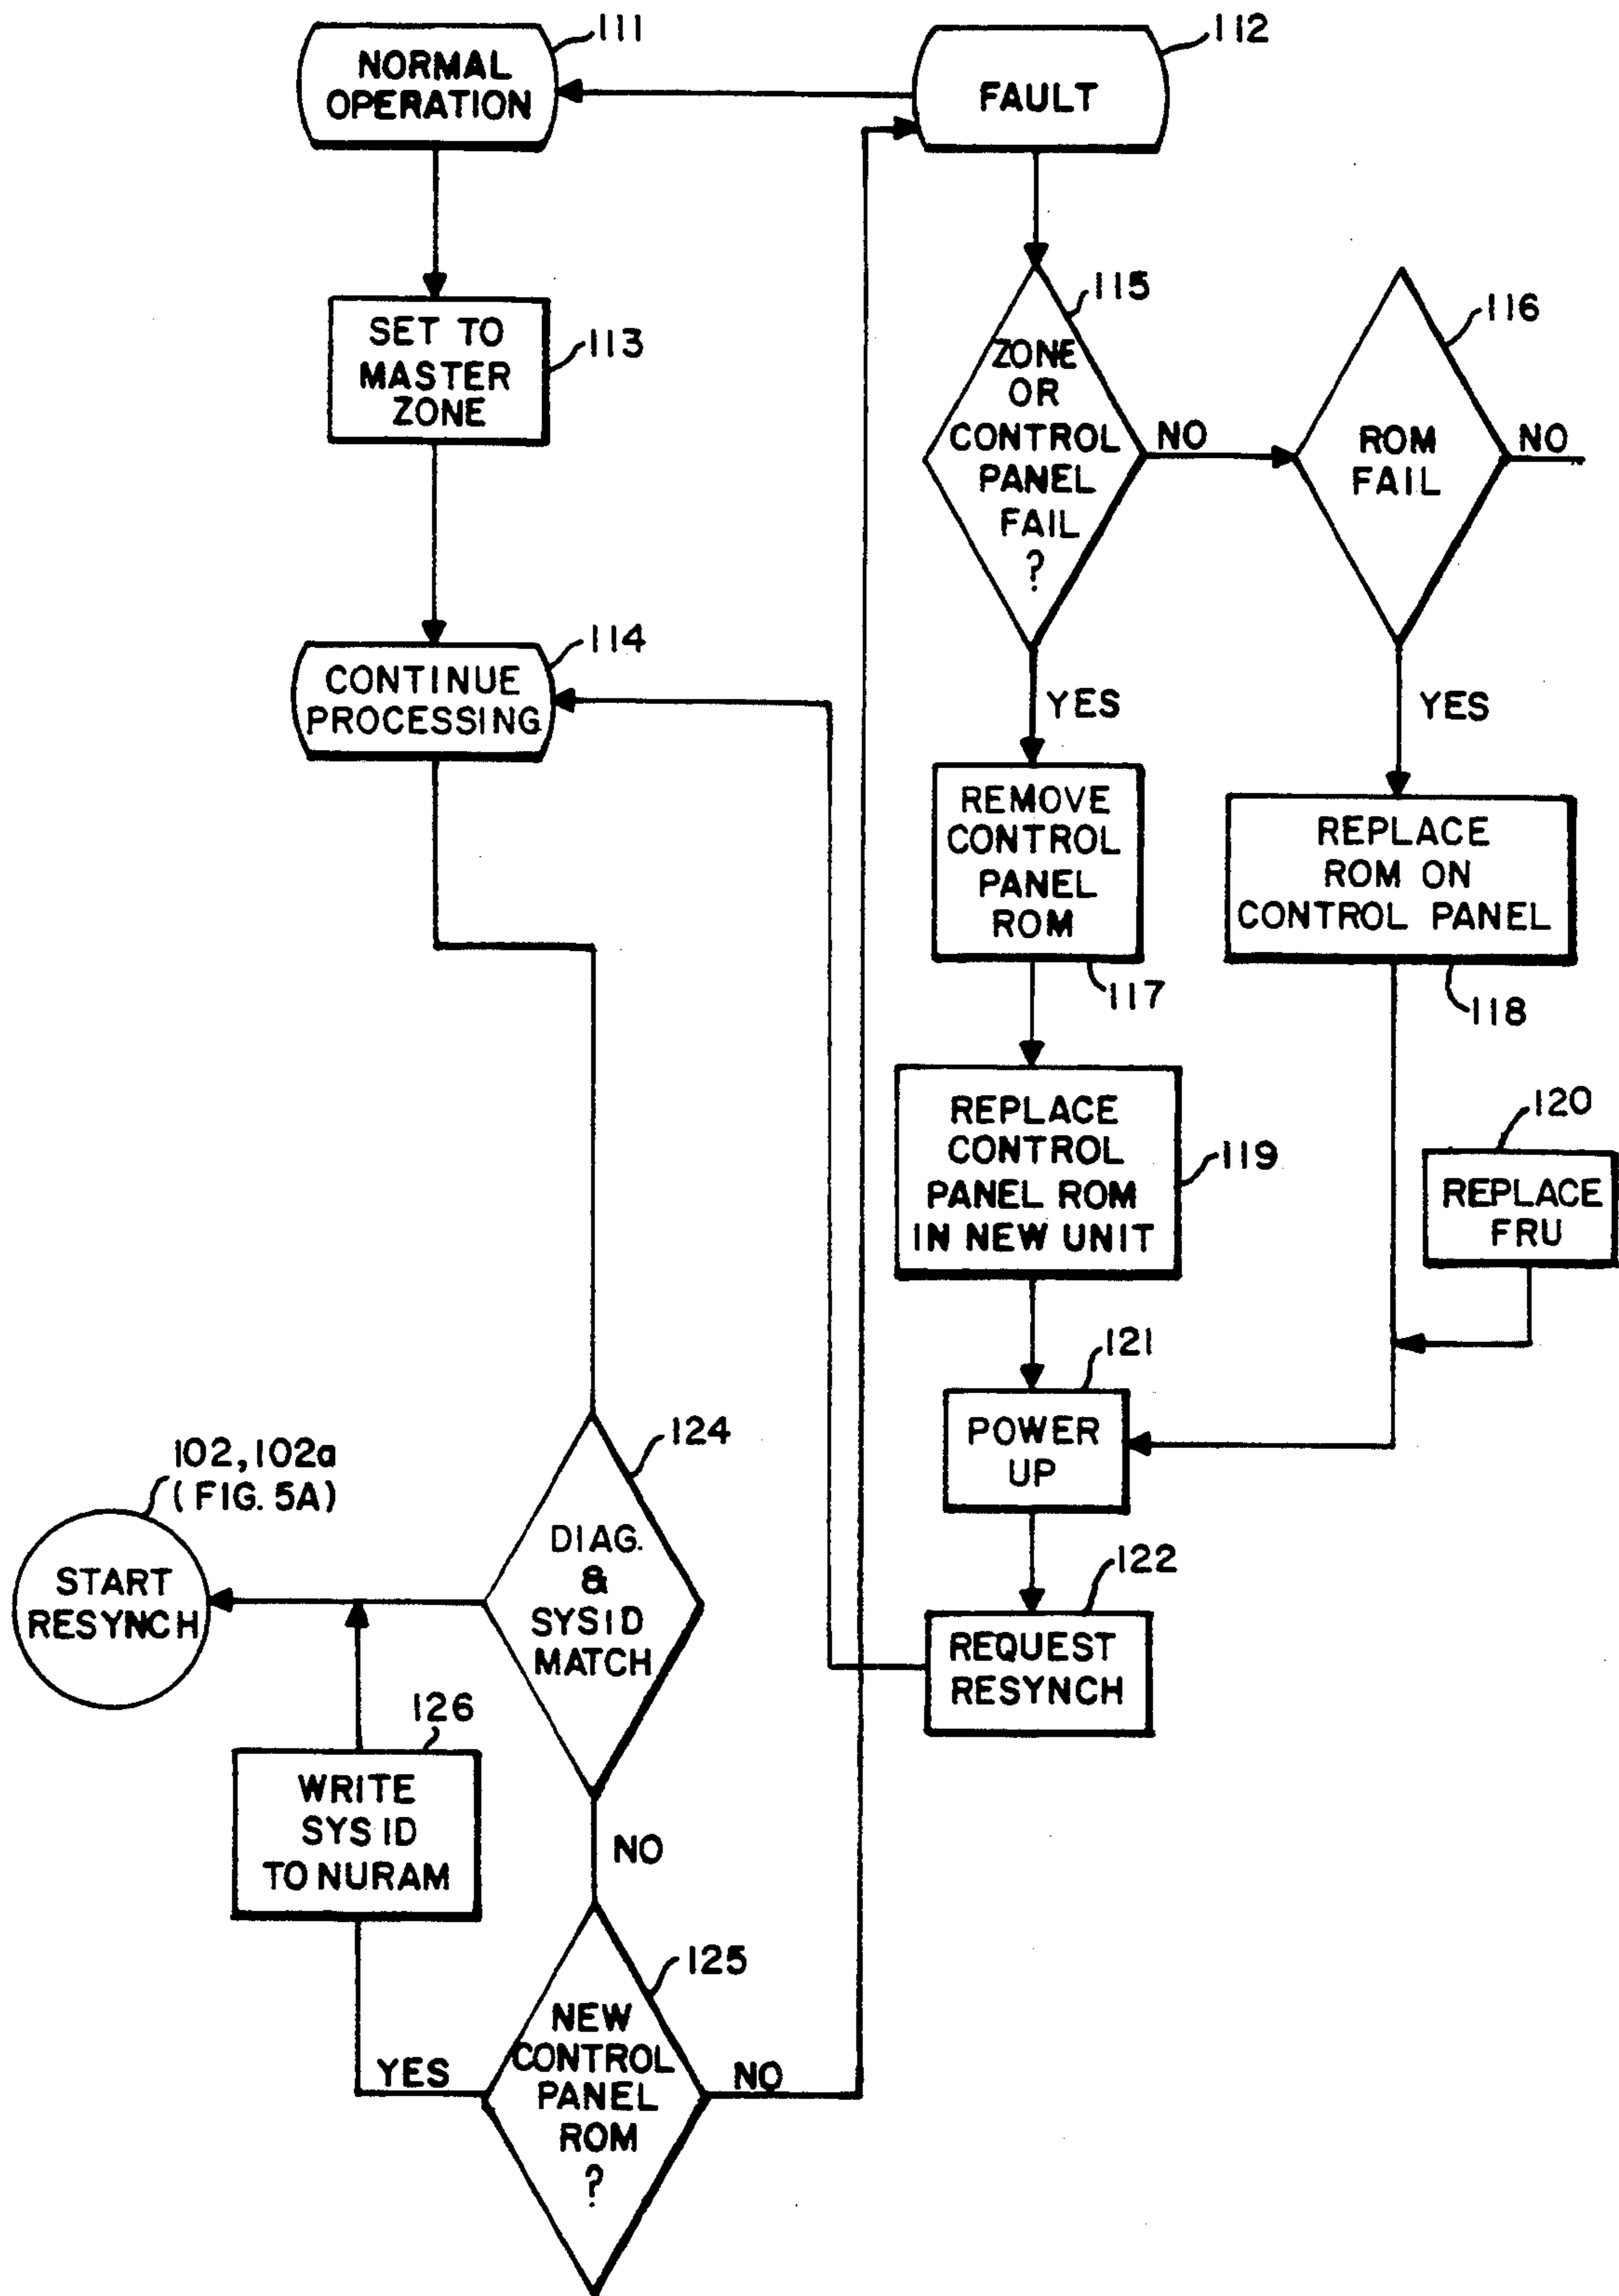 111
NORMAL
OPERATION
112
FAULT
SET TO
MASTER
ZONE
113
115
ZONE
OR
CONTROL
PANEL
FAIL
?
NO
116
ROM
FAIL
NO
114
CONTINUE
PROCESSING
YES
YES
REMOVE
CONTROL
PANEL
ROM
117
REPLACE
ROM ON
CONTROL PANEL
118
REPLACE
CONTROL
PANEL ROM
IN NEW UNIT
119
120
REPLACE
FRU
121
POWER
UP
122
REQUEST
RESYNCH
124
DIAG.
&
SYSID
MATCH
102, 102a
(FIG. 5A)
START
RESYNCH
126
WRITE
SYS ID
TO NURAM
NO
125
NEW
CONTROL
PANEL
ROM
?
YES
NO